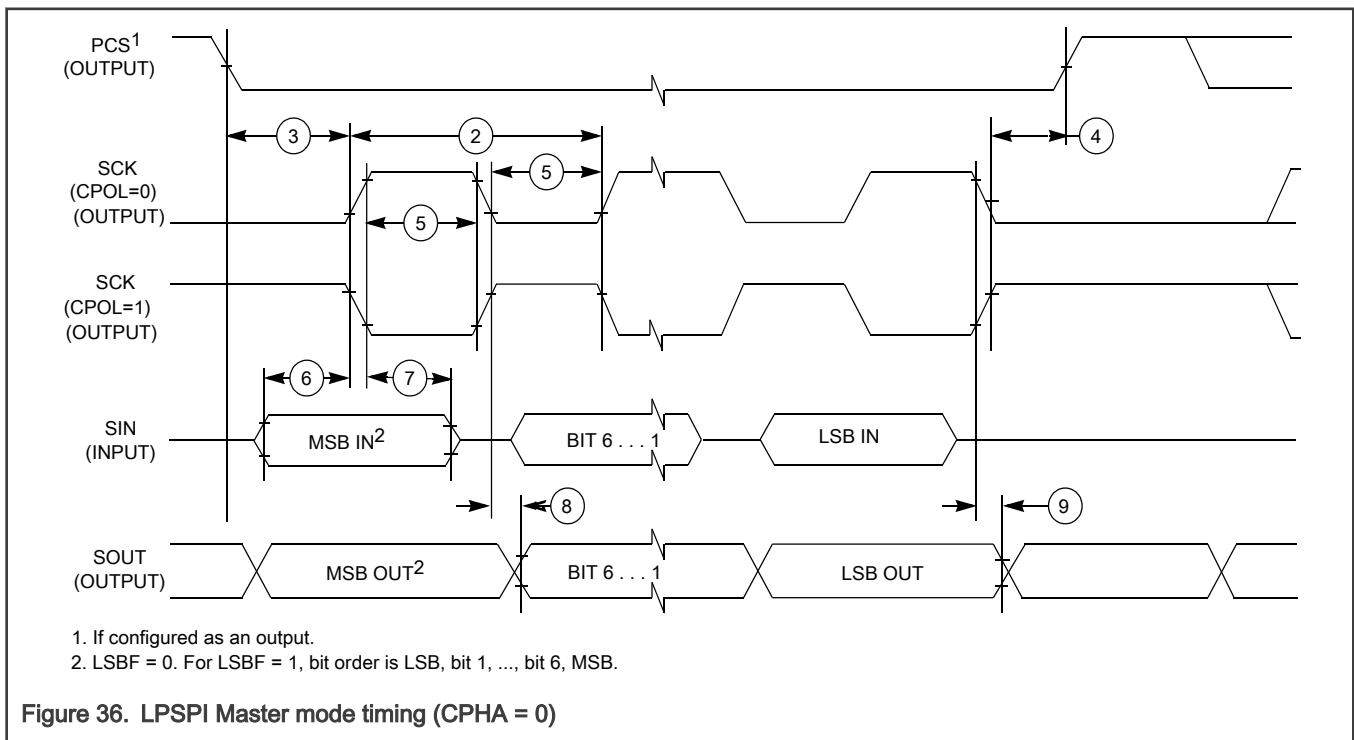 PCS1
(OUTPUT)
3
2
4
SCK
(CPOL=0)
(OUTPUT)
5
5
SCK
(CPOL=1)
(OUTPUT)
6
7
SIN
(INPUT)
MSB IN2
BIT 6 . . . 1
LSB IN
8
9
SOUT
(OUTPUT)
MSB OUT2
BIT 6 . . . 1
LSB OUT
1. If configured as an output.
2. LSBF = 0. For LSBF = 1, bit order is LSB, bit 1, ..., bit 6, MSB.
Figure 36. LPSPI Master mode timing (CPHA = 0)